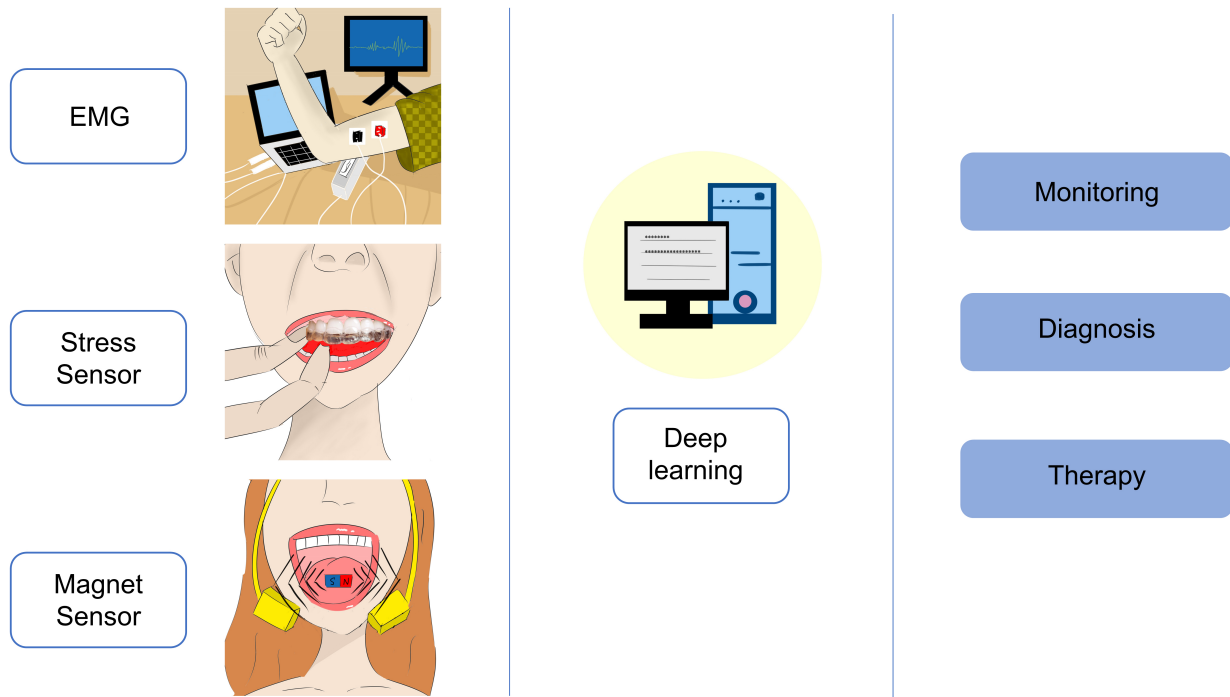 EMG
Stress
Sensor
S N
Magnet
Sensor
Deep
learning
Monitoring
Diagnosis
Therapy